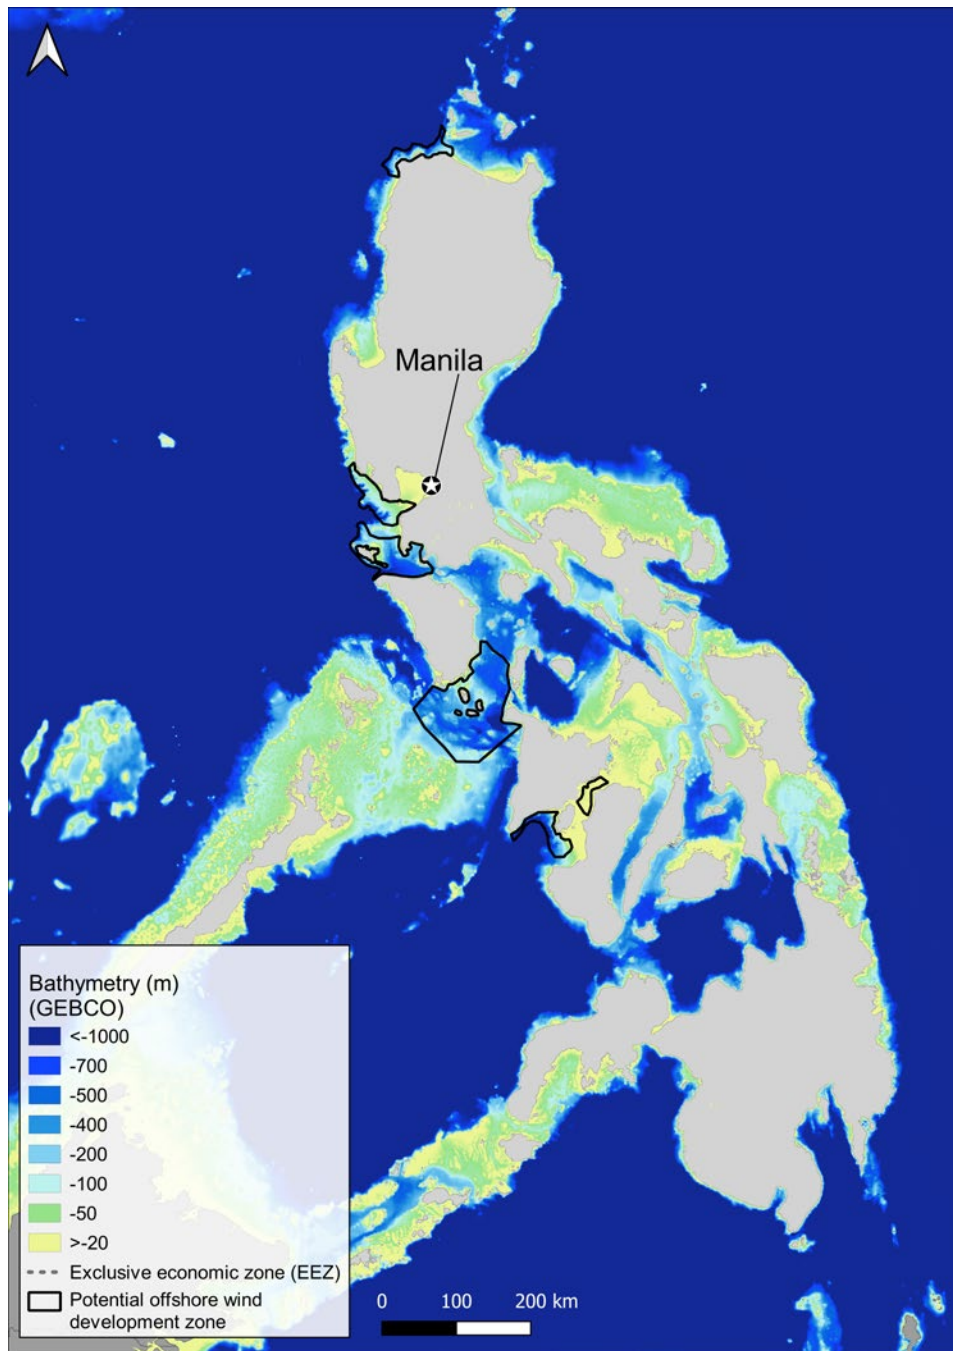 Manila
Bathymetry (m)
(GEBCO)
<-1000
-700
-500
-400
-200
-100
-50
>-20
Exclusive economic zone (EEZ)
Potential offshore wind
development zone
0 100 200 km